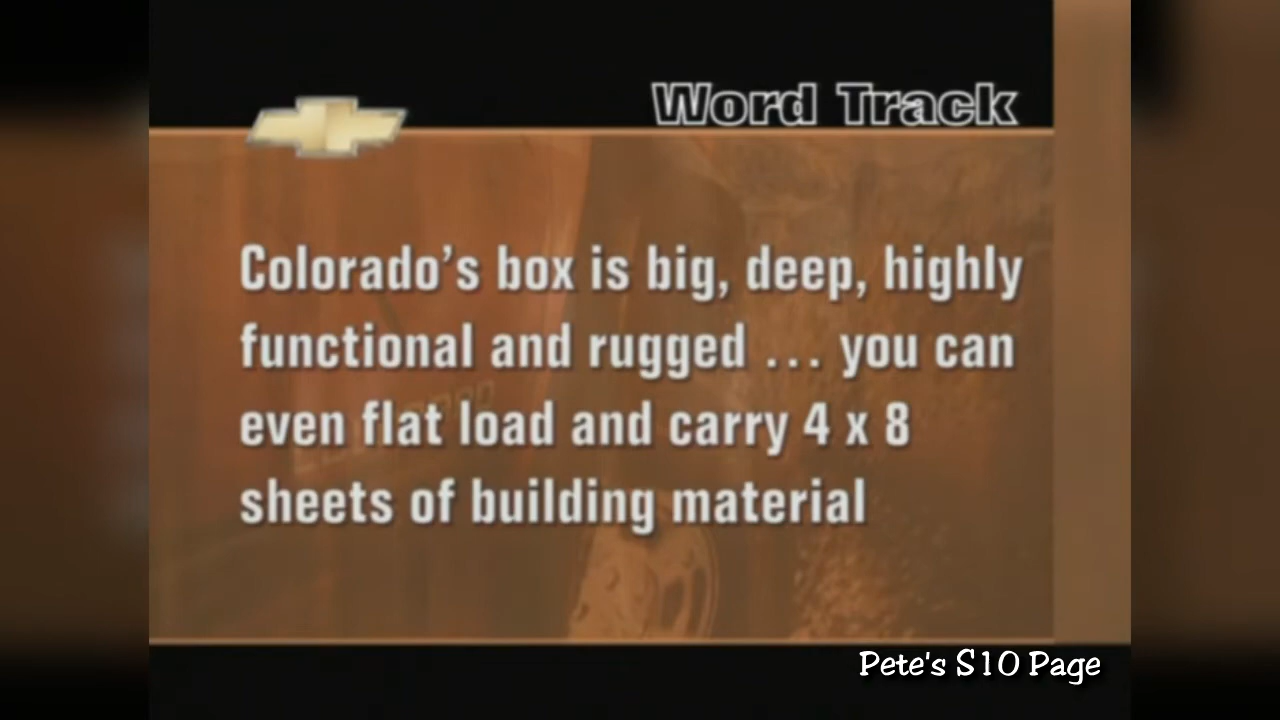 Word Track
Colorado's box is big, deep, highly
functional and rugged ... you can
even flat load and carry 4 x 8
sheets of building material
Pete's S10 Page